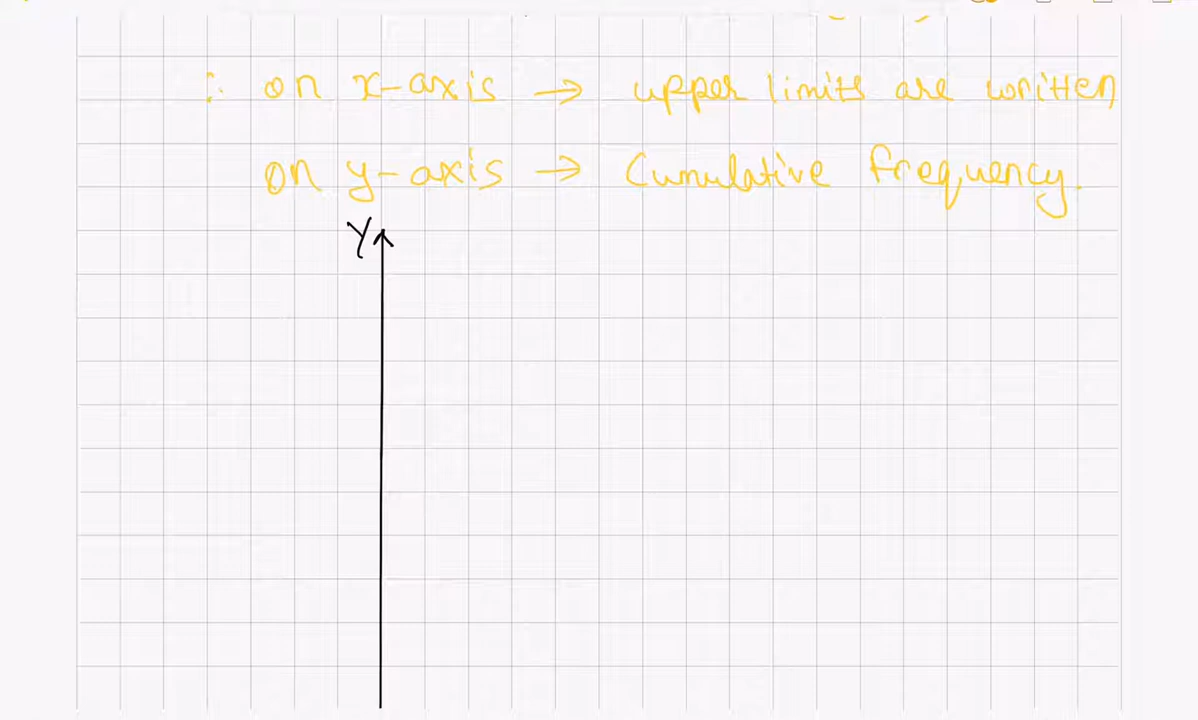 ∴ on x-axis → upper limits are written
on y-axis → Cumulative frequency.
Y